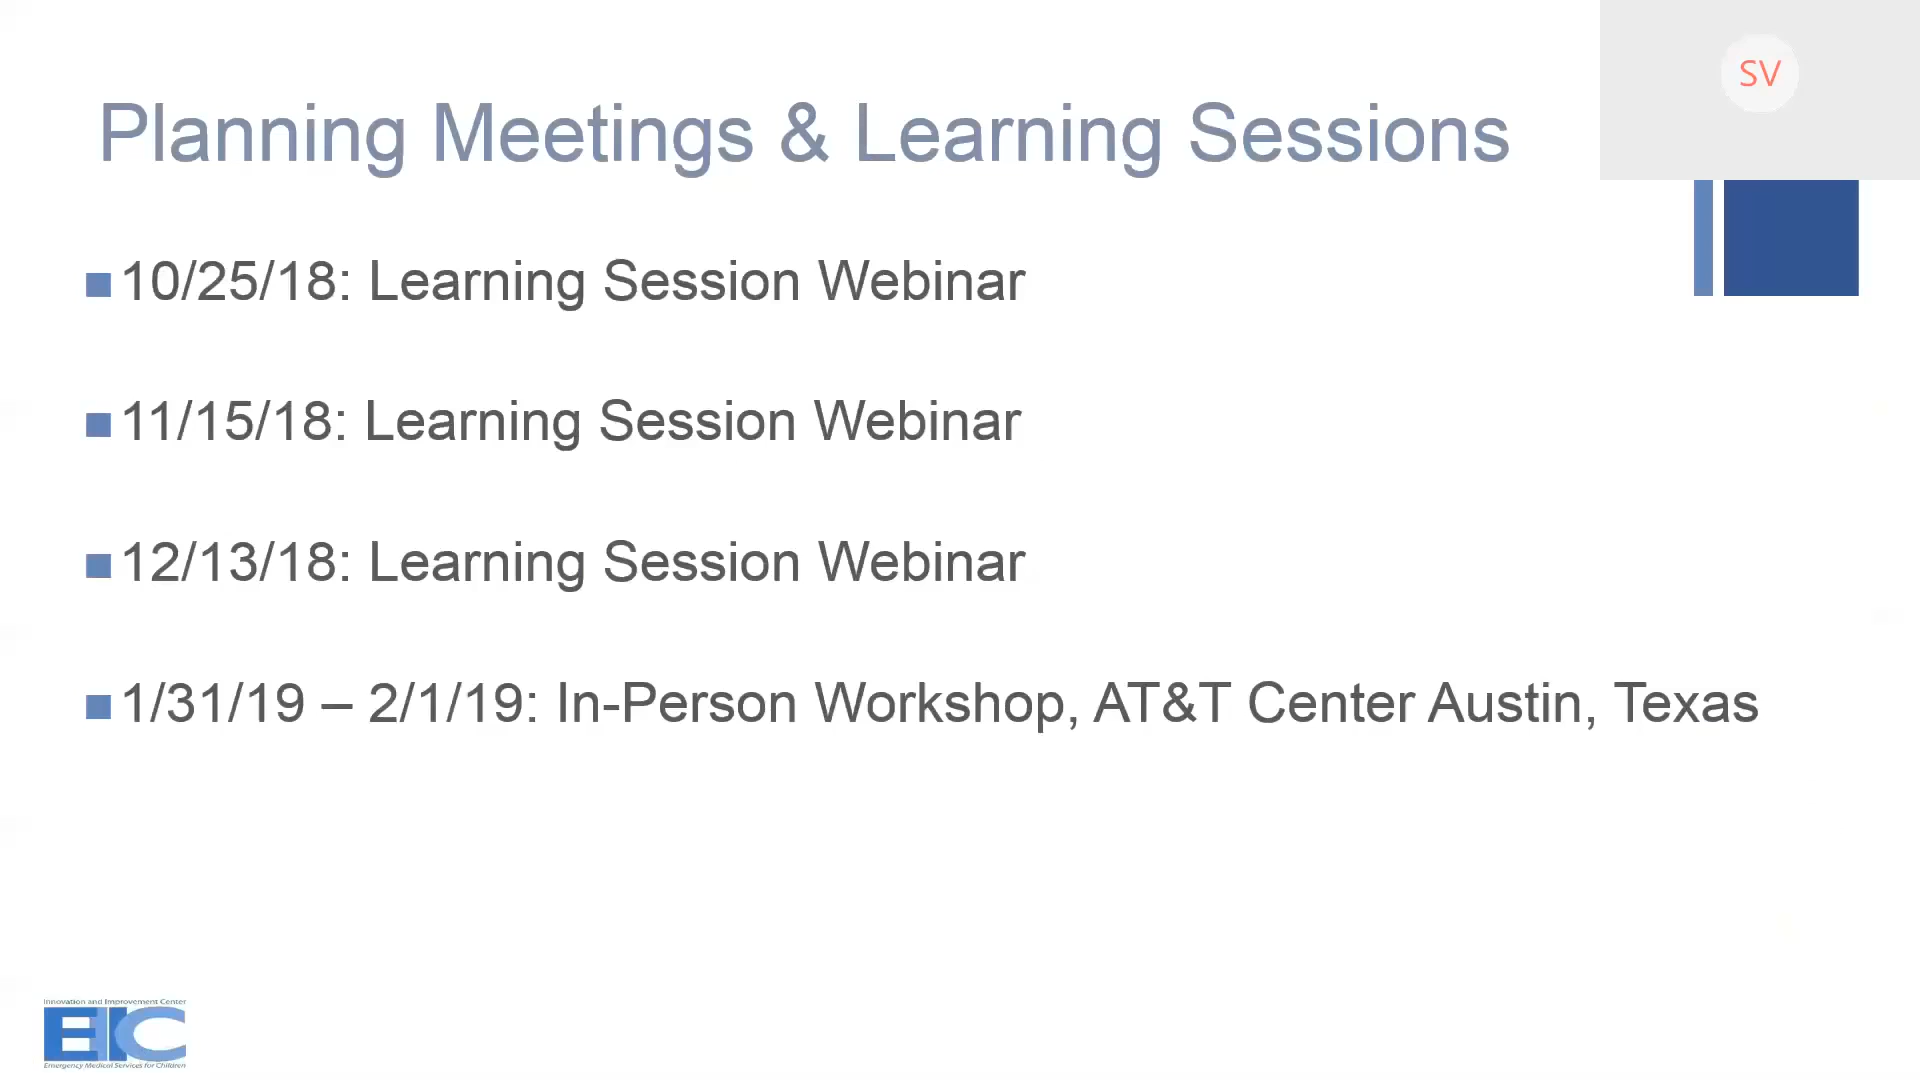 SV
Planning Meetings & Learning Sessions
10/25/18: Learning Session Webinar
11/15/18: Learning Session Webinar
12/13/18: Learning Session Webinar
1/31/19 – 2/1/19: In-Person Workshop, AT&T Center Austin, Texas
Innovation and Improvement Center
EIIC
Emergency Medical Services for Children